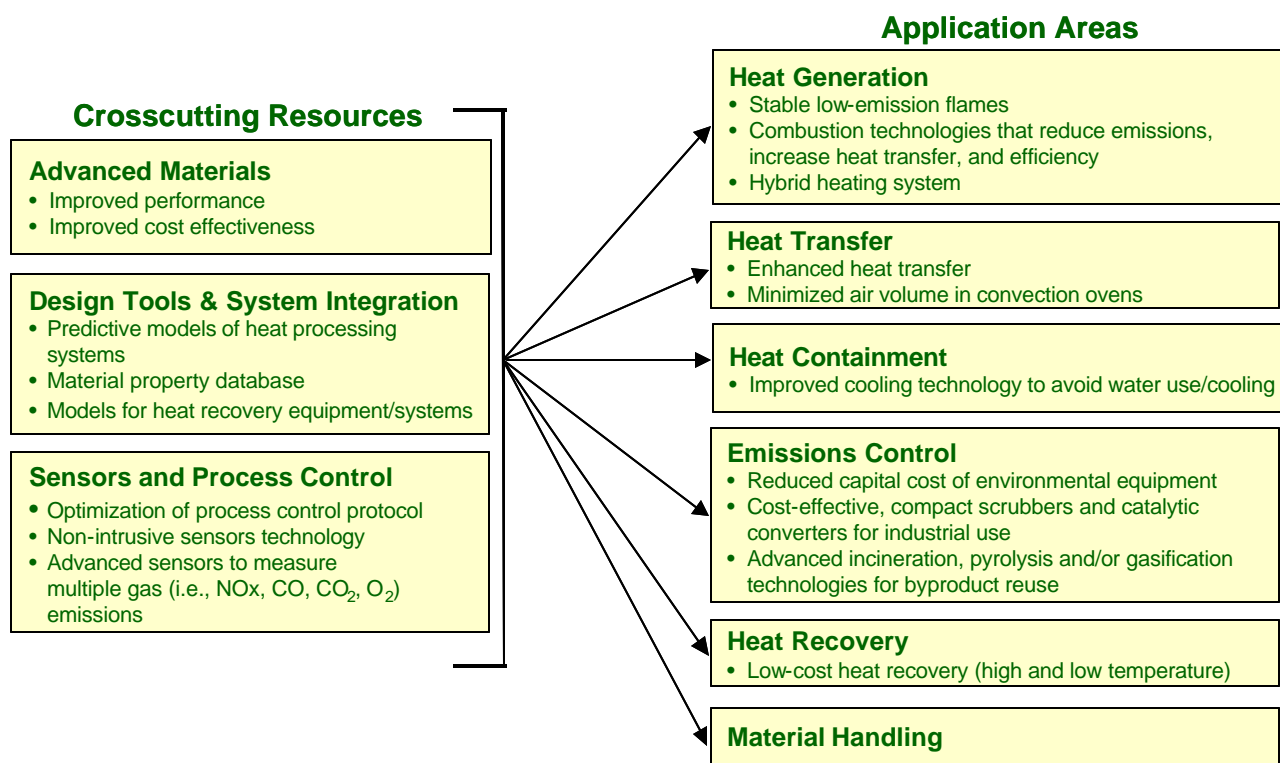 Crosscutting Resources
Advanced Materials
• Improved performance
• Improved cost effectiveness
Design Tools & System Integration
• Predictive models of heat processing
systems
• Material property database
• Models for heat recovery equipment/systems
Sensors and Process Control
• Optimization of process control protocol
• Non-intrusive sensors technology
• Advanced sensors to measure
multiple gas (i.e., NOx, CO, CO2, O2)
emissions
Application Areas
Heat Generation
• Stable low-emission flames
• Combustion technologies that reduce emissions,
increase heat transfer, and efficiency
• Hybrid heating system
Heat Transfer
• Enhanced heat transfer
• Minimized air volume in convection ovens
Heat Containment
• Improved cooling technology to avoid water use/cooling
Emissions Control
• Reduced capital cost of environmental equipment
• Cost-effective, compact scrubbers and catalytic
converters for industrial use
• Advanced incineration, pyrolysis and/or gasification
technologies for byproduct reuse
Heat Recovery
• Low-cost heat recovery (high and low temperature)
Material Handling